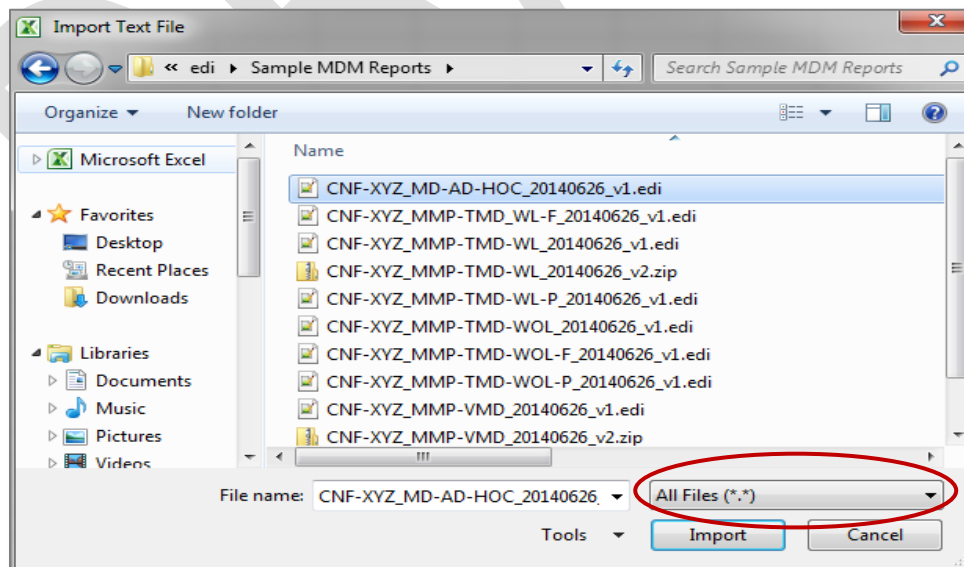 Import Text File
« edi ▸ Sample MDM Reports ▸
Search Sample MDM Reports
Organize
New folder
Name
Microsoft Excel
Favorites
Desktop
Recent Places
Downloads
Libraries
Documents
Music
Pictures
Videos
CNF-XYZ_MD-AD-HOC_20140626_v1.edi
CNF-XYZ_MMP-TMD_WL-F_20140626_v1.edi
CNF-XYZ_MMP-TMD-WL_20140626_v1.edi
CNF-XYZ_MMP-TMD-WL_20140626_v2.zip
CNF-XYZ_MMP-TMD-WL-P_20140626_v1.edi
CNF-XYZ_MMP-TMD-WOL_20140626_v1.edi
CNF-XYZ_MMP-TMD-WOL-F_20140626_v1.edi
CNF-XYZ_MMP-TMD-WOL-P_20140626_v1.edi
CNF-XYZ_MMP-VMD_20140626_v1.edi
CNF-XYZ_MMP-VMD_20140626_v2.zip
File name: CNF-XYZ_MD-AD-HOC_20140626_
All Files (*.*)
Tools
Import
Cancel